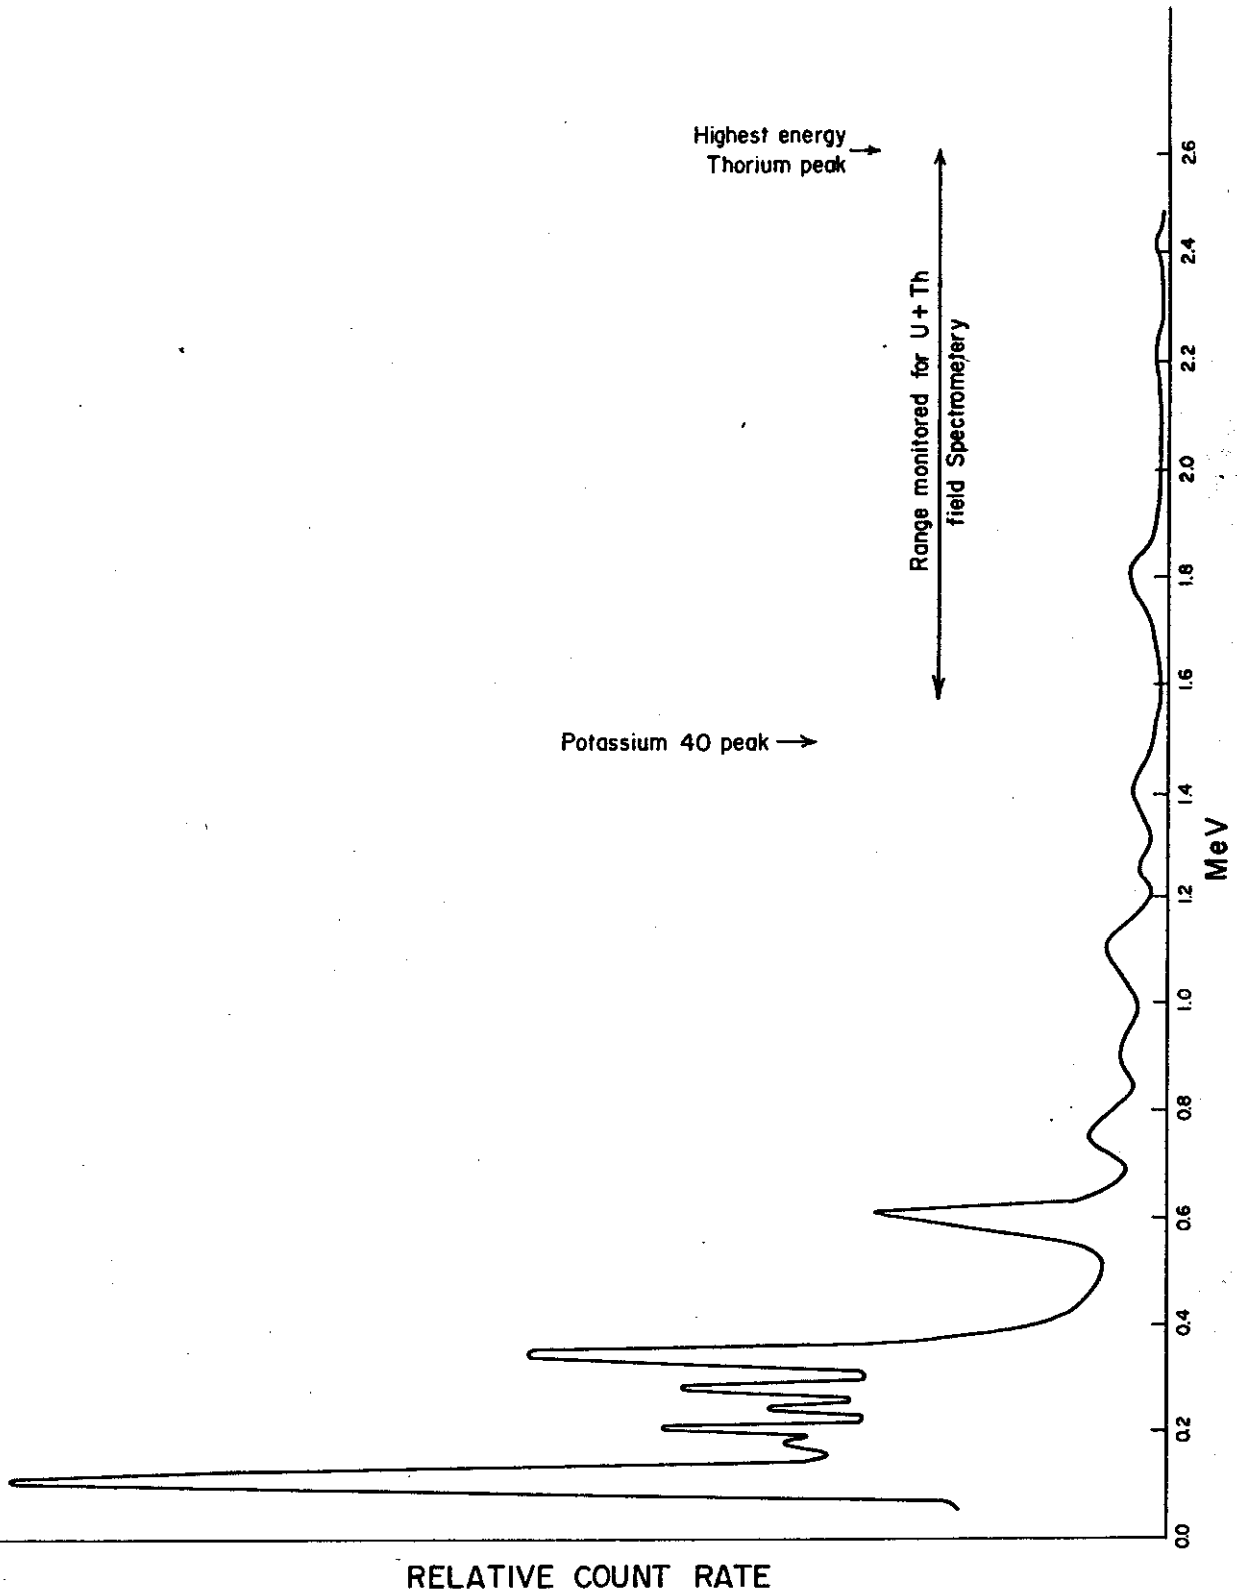 Highest energy
Thorium peak
Range monitored for U + Th
field Spectrometery
Potassium 40 peak
0.0
0.2
0.4
0.6
0.8
1.0
1.2
1.4
1.6
1.8
2.0
2.2
2.4
2.6
MeV
RELATIVE COUNT RATE